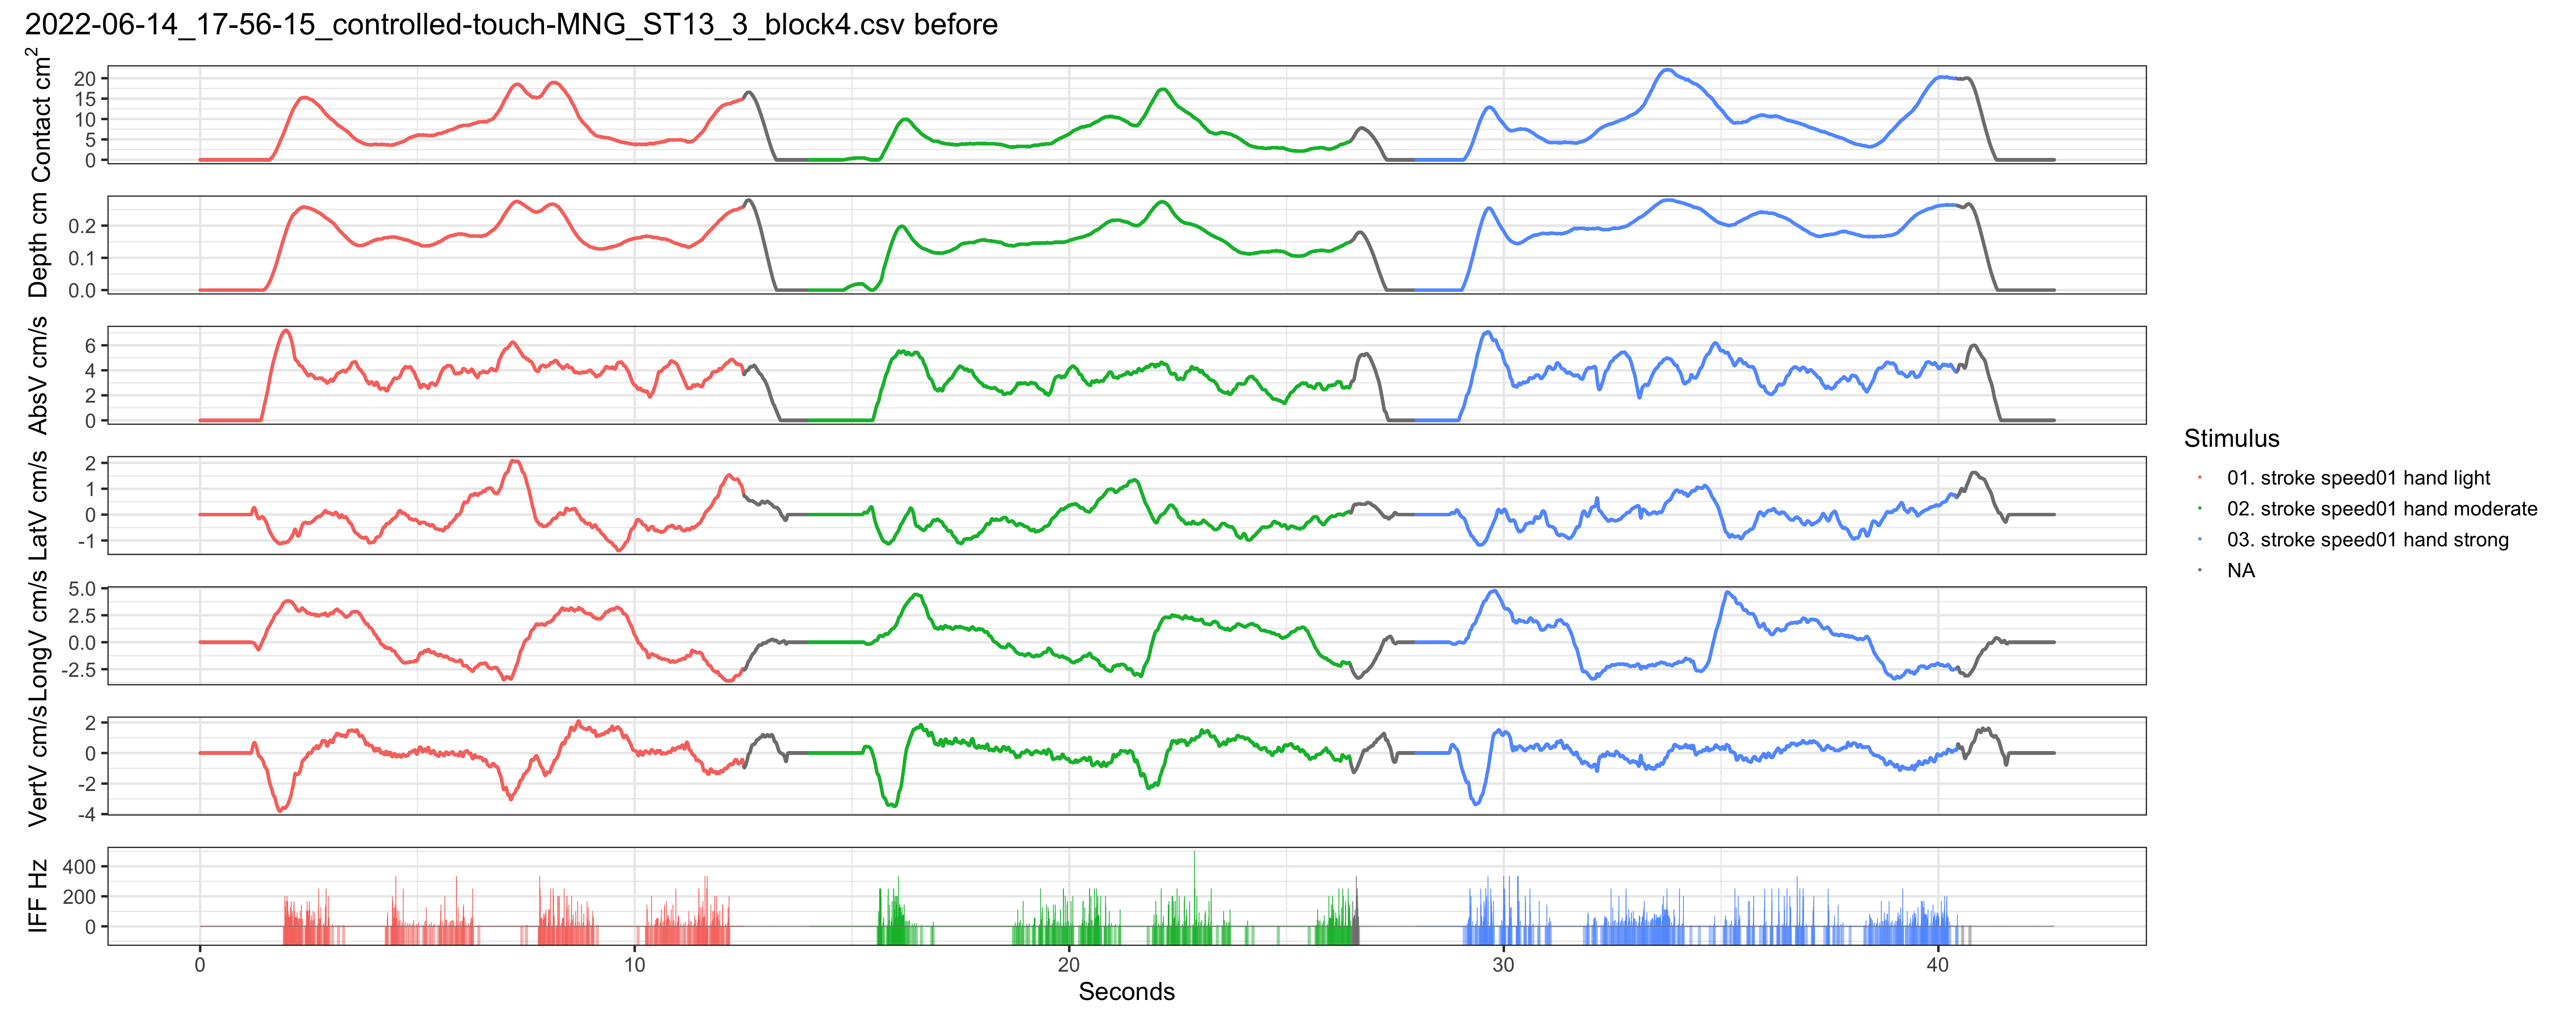 2022-06-14_17-56-15_controlled-touch-MNG_ST13_3_block4.csv before
Contact cm²
20
15
10
5
0
Depth cm
0.2
0.1
0.0
AbsV cm/s
6
4
2
0
LatV cm/s
2
1
0
-1
LongV cm/s
5.0
2.5
0.0
-2.5
VertV cm/s
2
0
-2
-4
IFF Hz
400
200
0
0 10 20 30 40
Seconds
Stimulus
01. stroke speed01 hand light
02. stroke speed01 hand moderate
03. stroke speed01 hand strong
NA